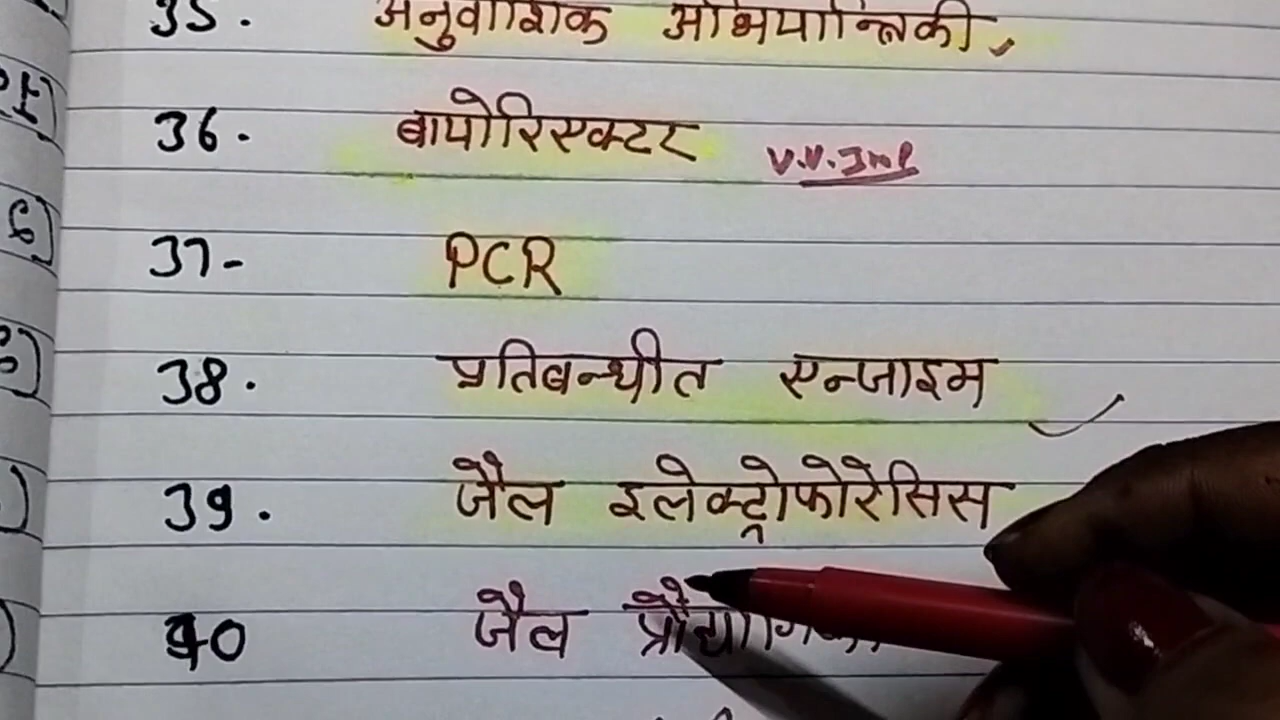 35. अनुवांशिक अभियान्त्रिकी,
36. बायोरिएक्टर V.V. Imp
37- PCR
38. प्रतिबन्धीत एन्जाइम
39. जैल इलेक्ट्रोफोरेसिस
40 जैल प्रौद्योगिकी